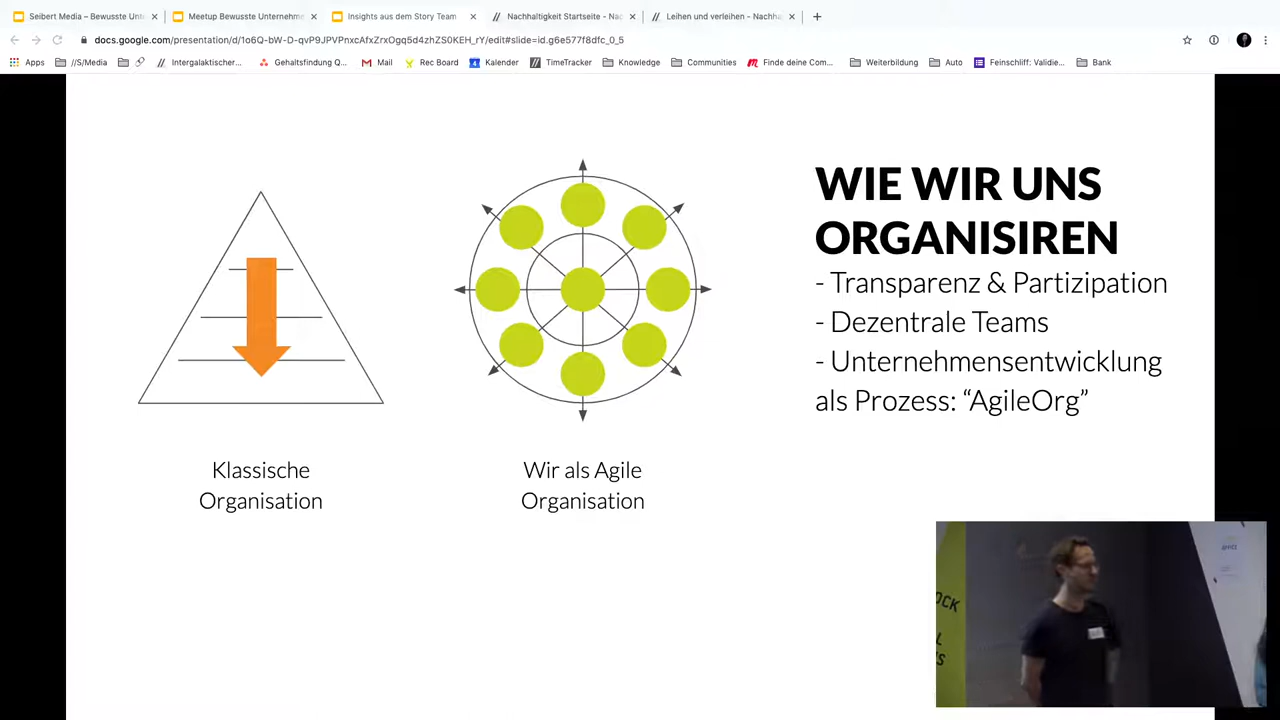 Seibert Media – Bewusste Unt
Meetup Bewusste Unternehme
Insights aus dem Story Team
Nachhaltigkeit Startseite - Nac
Leihen und verleihen - Nachha
docs.google.com/presentation/d/1o6Q-bW-D-qvP9JPVPnxcAfxZrxOgq5d4zhZS0KEH_rY/edit#slide=id.g6e577f8dfc_0_5
Apps //S/Media Intergalaktischer... Gehaltsfindung Q... Mail Rec Board Kalender TimeTracker Knowledge Communities Finde deine Com... Weiterbildung Auto Feinschliff: Validie... Bank
WIE WIR UNS
ORGANISIREN
- Transparenz & Partizipation
- Dezentrale Teams
- Unternehmensentwicklung
als Prozess: “AgileOrg”
Klassische
Organisation
Wir als Agile
Organisation
OCK